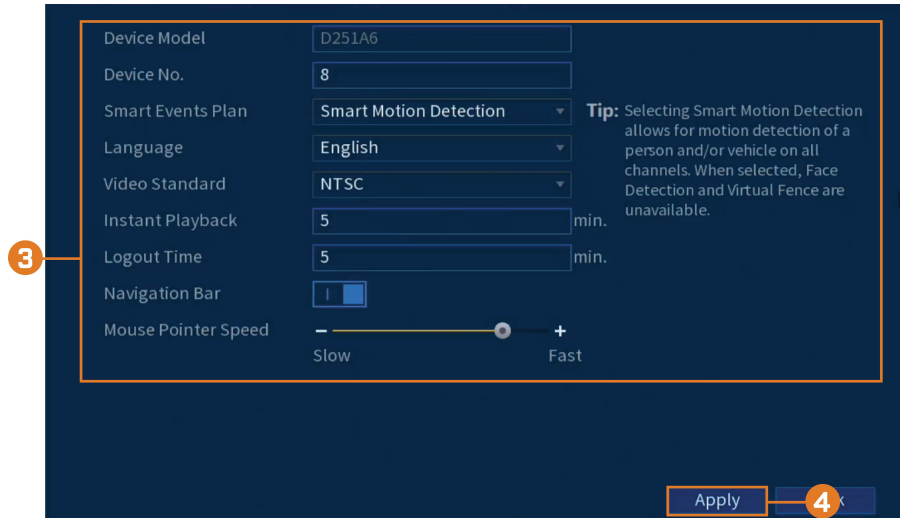 Device Model D251A6
Device No. 8
Smart Events Plan Smart Motion Detection Tip: Selecting Smart Motion Detection
allows for motion detection of a
Language English person and/or vehicle on all
channels. When selected, Face
Video Standard NTSC Detection and Virtual Fence are
unavailable.
Instant Playback 5 min.
3
Logout Time 5 min.
Navigation Bar
Mouse Pointer Speed - +
Slow Fast
Apply 4